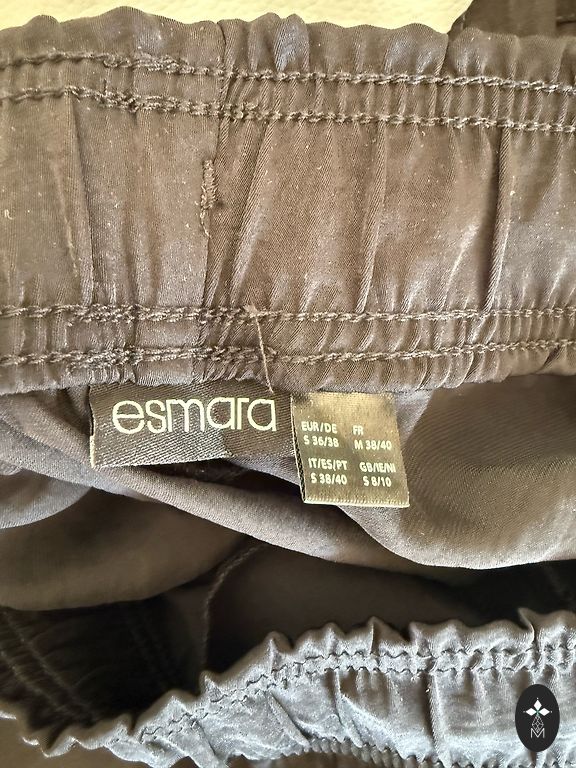 esmara
EUR/DE FR
S 36/38 M 38/40
IT/ES/PT GB/IE/NI
S 38/40 S 8/10
M